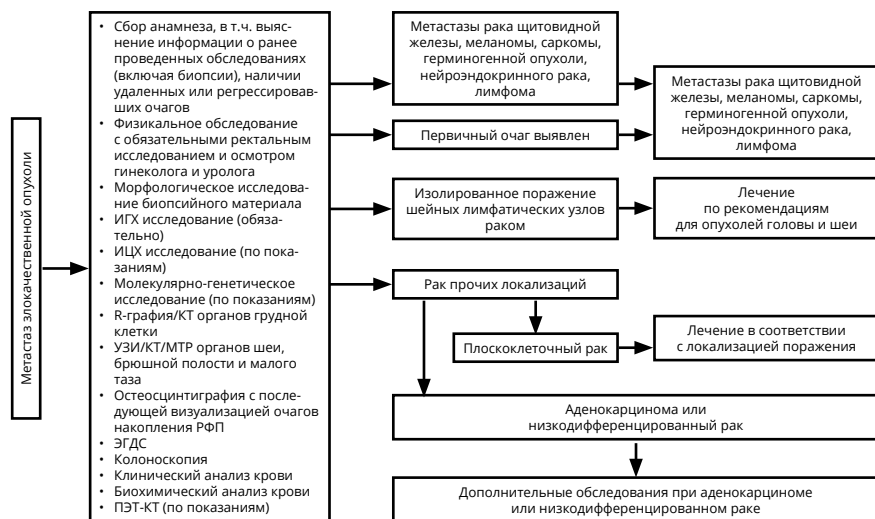 Метастаз злокачественной опухоли
• Сбор анамнеза, в т.ч. выяс-
нение информации о ранее
проведенных обследованиях
(включая биопсии), наличии
удаленных или регрессировав-
ших очагов
• Физикальное обследование
с обязательными ректальным
исследованием и осмотром
гинеколога и уролога
• Морфологическое исследова-
ние биопсийного материала
• ИГХ исследование (обяза-
тельно)
• ИЦХ исследование (по пока-
заниям)
• Молекулярно-генетическое
исследование (по показаниям)
• R-графия/КТ органов грудной
клетки
• УЗИ/КТ/МТР органов шеи,
брюшной полости и малого
таза
• Остеосцинтиграфия с после-
дующей визуализацией очагов
накопления РФП
• ЭГДС
• Колоноскопия
• Клинический анализ крови
• Биохимический анализ крови
• ПЭТ-КТ (по показаниям)
Метастазы рака щитовидной
железы, меланомы, саркомы,
герминогенной опухоли,
нейроэндокринного рака,
лимфома
Метастазы рака щитовидной
железы, меланомы, саркомы,
герминогенной опухоли,
нейроэндокринного рака,
лимфома
Первичный очаг выявлен
Изолированное поражение
шейных лимфатических узлов
раком
Лечение
по рекомендациям
для опухолей головы и шеи
Рак прочих локализаций
Плоскоклеточный рак
Лечение в соответствии
с локализацией поражения
Аденокарцинома или
низкодифференцированный рак
Дополнительные обследования при аденокарциноме
или низкодифференцированном раке